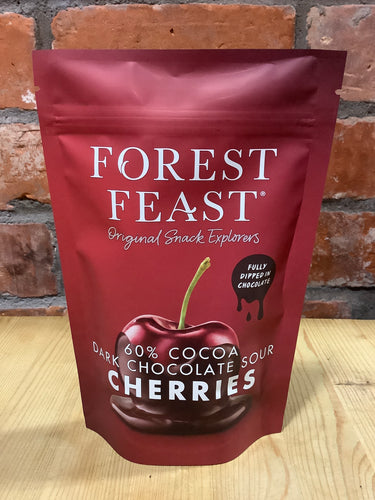 FOREST
FEAST®
Original Snack Explorers
FULLY
DIPPED IN
CHOCOLATE
60% COCOA
DARK CHOCOLATE SOUR
CHERRIES